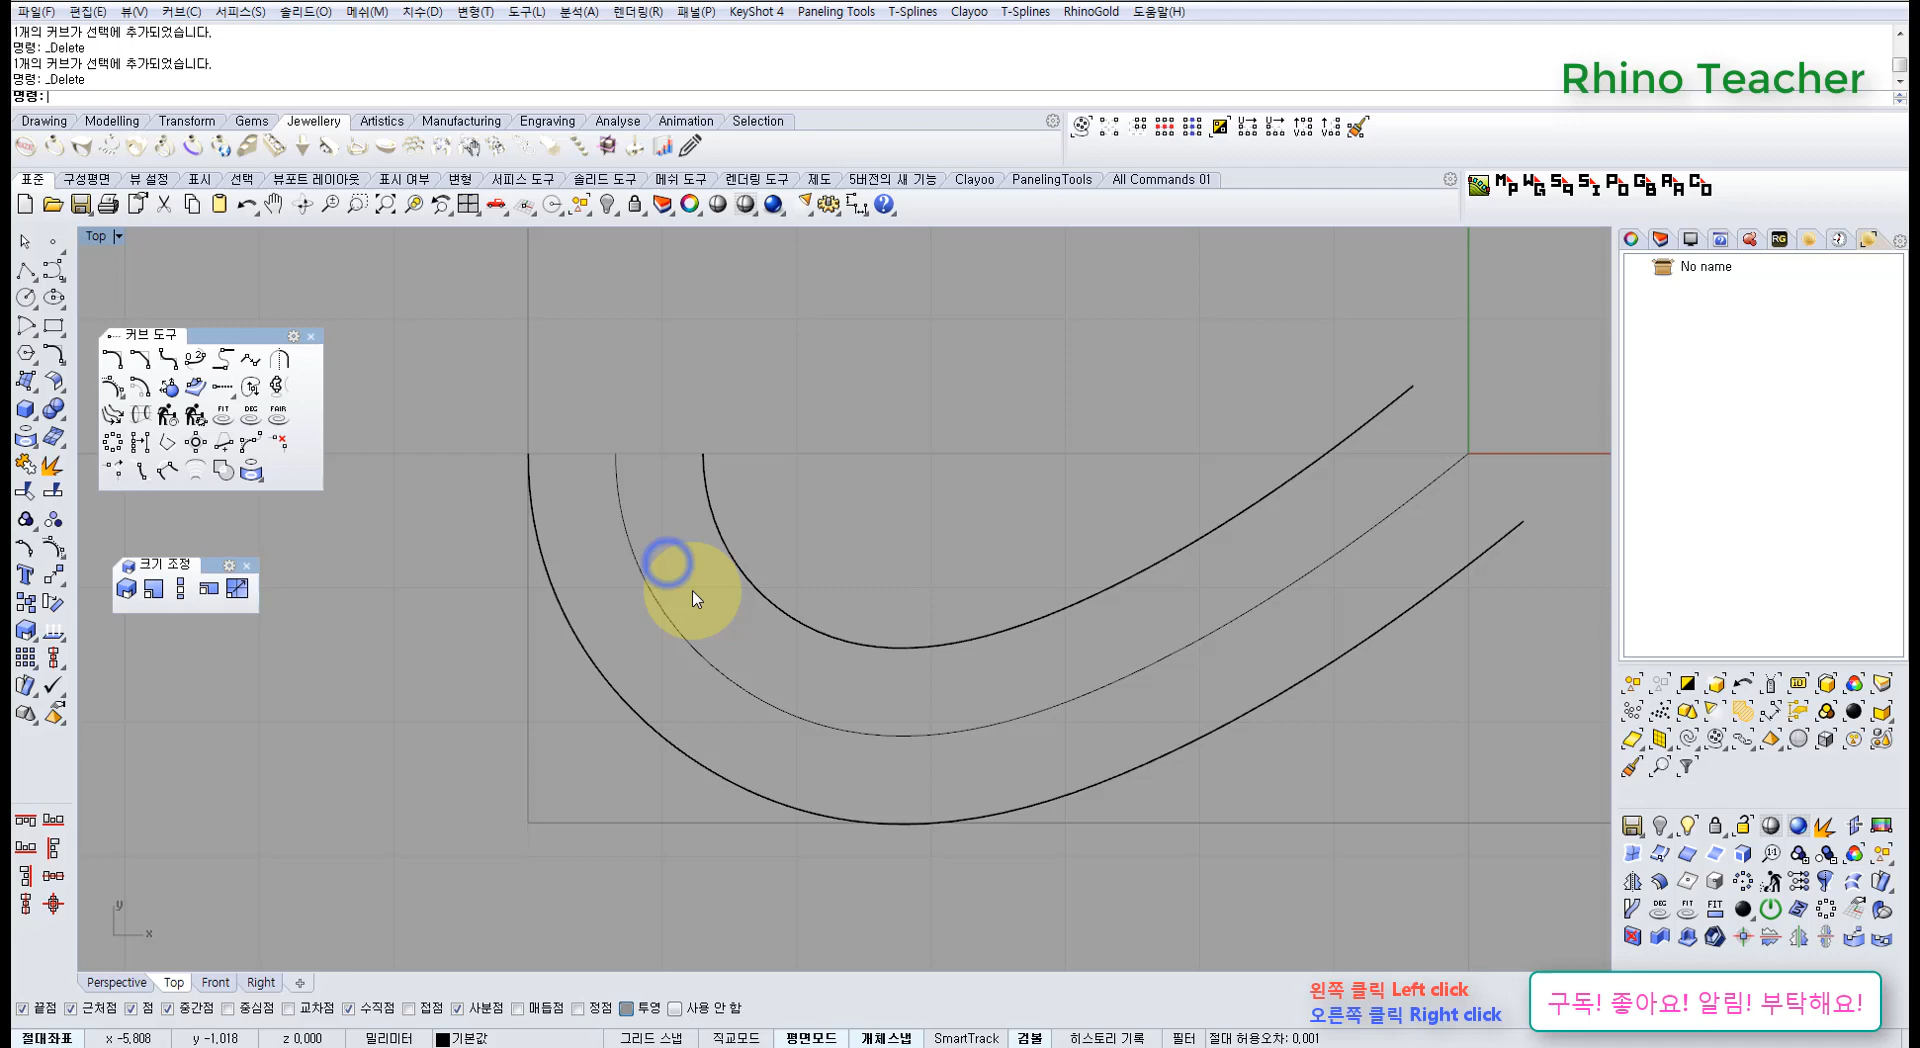 파일(F) 편집(E) 뷰(V) 커브(C) 서피스(S) 솔리드(O) 메쉬(M) 치수(D) 변형(T) 도구(L) 분석(A) 렌더링(R) 패널(P) KeyShot 4 Paneling Tools T-Splines Clayoo T-Splines RhinoGold 도움말(H)
1개의 커브가 선택에 추가되었습니다.
명령: _Delete
1개의 커브가 선택에 추가되었습니다.
명령: _Delete
명령:
Rhino Teacher
Drawing Modelling Transform Gems Jewellery Artistics Manufacturing Engraving Analyse Animation Selection
표준 구성평면 뷰 설정 표시 선택 뷰포트 레이아웃 표시 여부 변형 서피스 도구 솔리드 도구 메쉬 도구 렌더링 도구 제도 5버전의 새 기능 Clayoo PanelingTools All Commands 01
Top
No name
커브 도구
FIT DEG FAIR
크기 조정
y
x
DEG FIT FIT
Perspective Top Front Right
끝점 근처점 점 중간점 중심점 교차점 수직점 접점 사분점 매듭점 정점 투영 사용 안 함
왼쪽 클릭 Left click
오른쪽 클릭 Right click
구독! 좋아요! 알림! 부탁해요!
절대좌표 x -5,808 y -1,018 z 0,000 밀리미터 기본값 그리드 스냅 직교모드 평면모드 개체스냅 SmartTrack 검볼 히스토리 기록 필터 절대 허용오차: 0,001